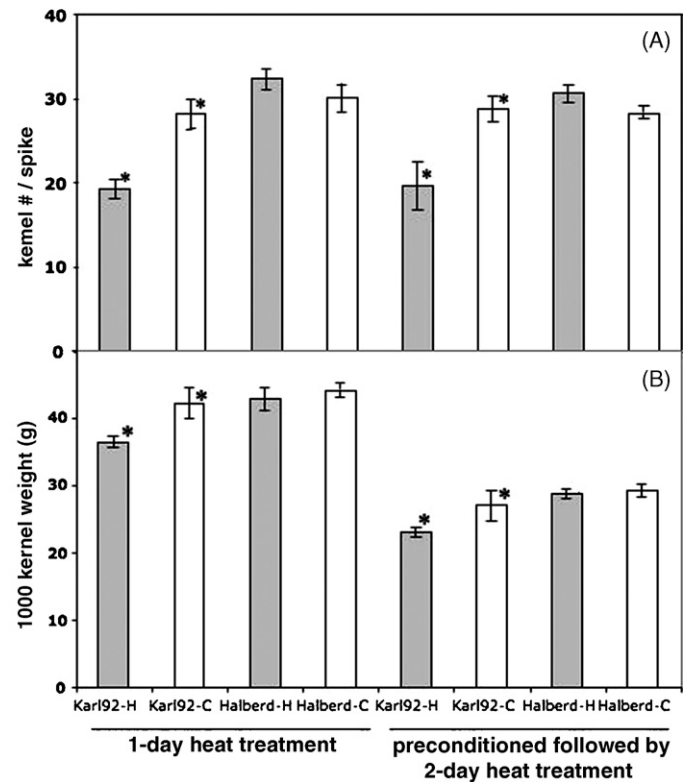 40
(A)
30
20
10
0
kernel # / spike
*
*
*
*
(B)
40
30
20
10
0
1000 kernel weight (g)
*
*
*
*
Karl92-H Karl92-C Halberd-H Halberd-C Karl92-H Karl92-C Halberd-H Halberd-C
1-day heat treatment
preconditioned followed by
2-day heat treatment